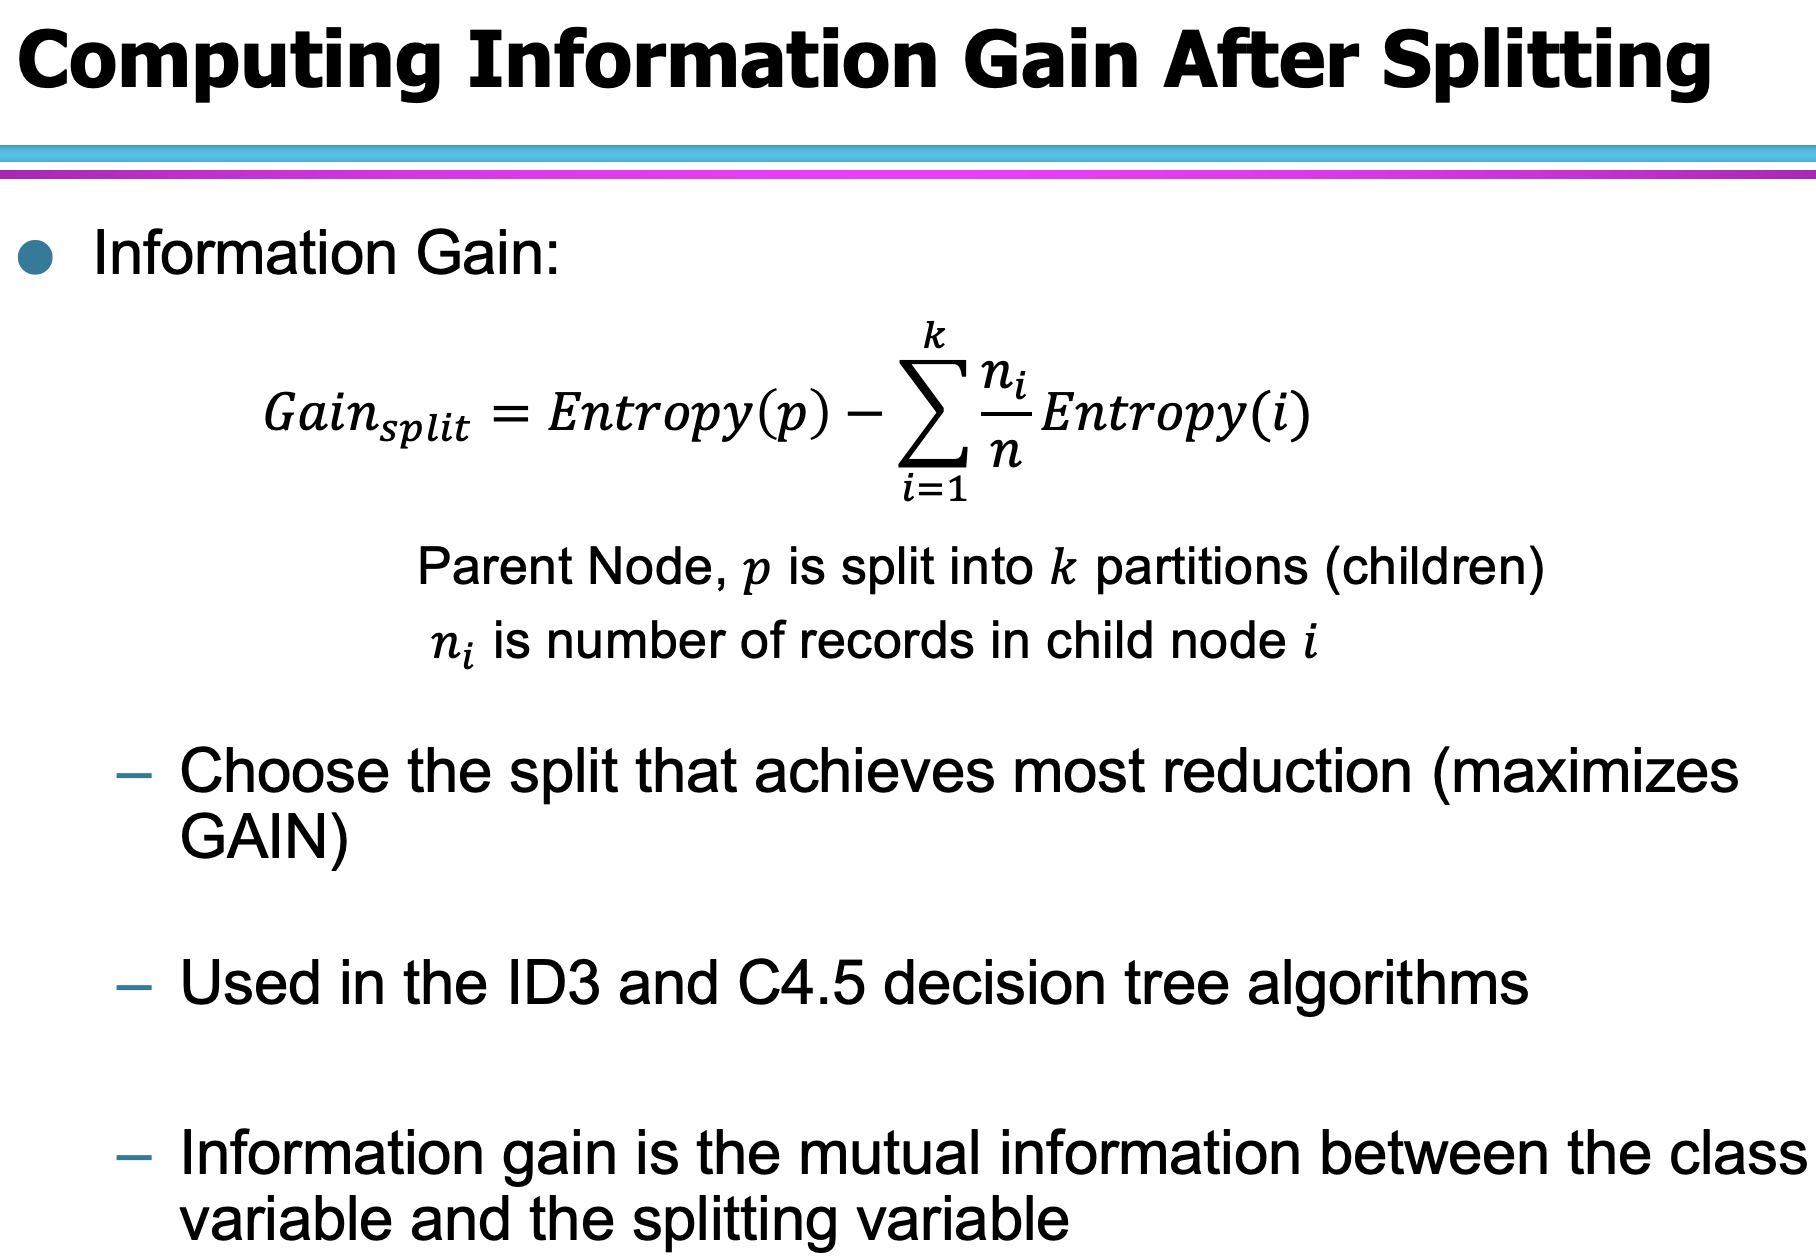 Computing Information Gain After Splitting
● Information Gain:
$Gain_{split} = Entropy(p) - \sum_{i=1}^{k} \frac{n_i}{n} Entropy(i)$
Parent Node, $p$ is split into $k$ partitions (children)
$n_i$ is number of records in child node $i$
– Choose the split that achieves most reduction (maximizes
GAIN)
– Used in the ID3 and C4.5 decision tree algorithms
– Information gain is the mutual information between the class
variable and the splitting variable